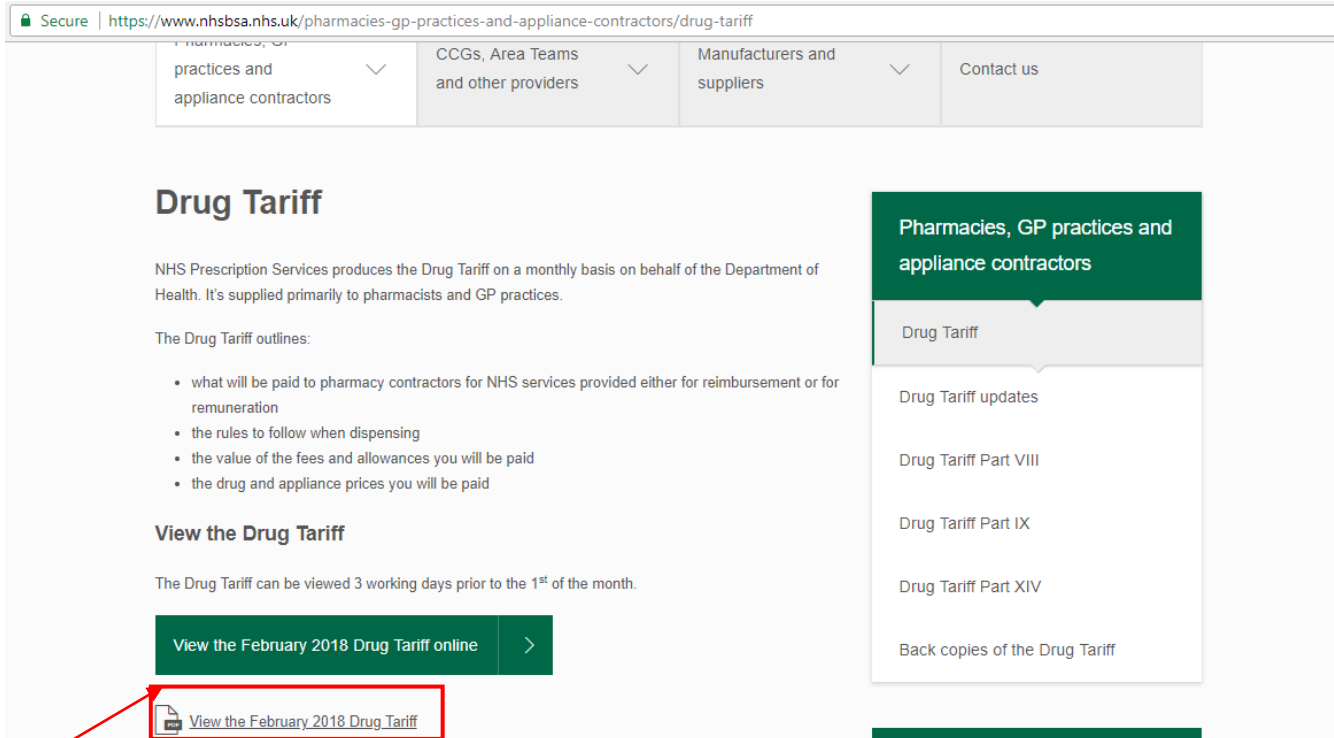 Secure | https://www.nhsbsa.nhs.uk/pharmacies-gp-practices-and-appliance-contractors/drug-tariff
Pharmacies, GP
practices and
appliance contractors
CCGs, Area Teams
and other providers
Manufacturers and
suppliers
Contact us
Drug Tariff
NHS Prescription Services produces the Drug Tariff on a monthly basis on behalf of the Department of
Health. It's supplied primarily to pharmacists and GP practices.
The Drug Tariff outlines:
• what will be paid to pharmacy contractors for NHS services provided either for reimbursement or for
remuneration
• the rules to follow when dispensing
• the value of the fees and allowances you will be paid
• the drug and appliance prices you will be paid
View the Drug Tariff
The Drug Tariff can be viewed 3 working days prior to the 1st of the month.
View the February 2018 Drug Tariff online
PDF View the February 2018 Drug Tariff
Pharmacies, GP practices and
appliance contractors
Drug Tariff
Drug Tariff updates
Drug Tariff Part VIII
Drug Tariff Part IX
Drug Tariff Part XIV
Back copies of the Drug Tariff